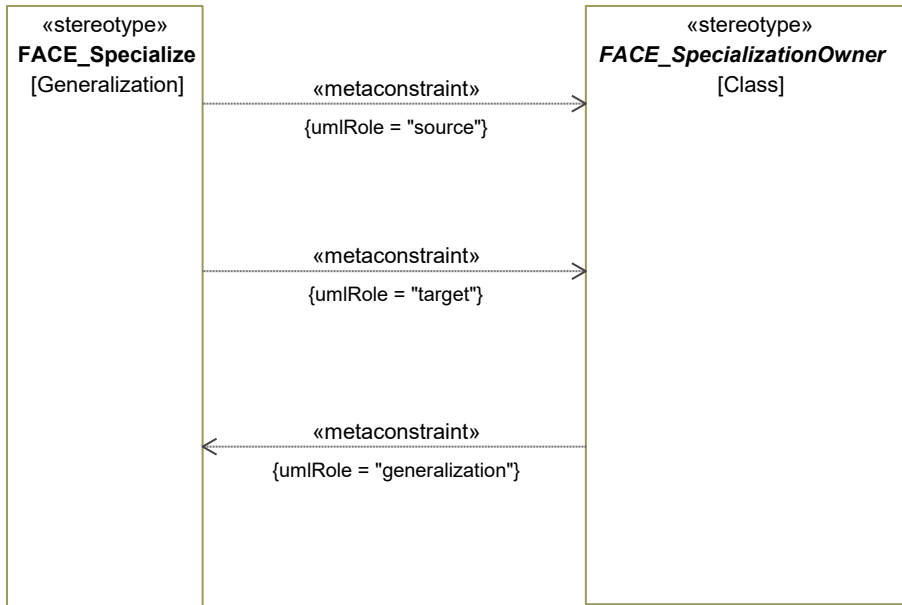 «stereotype»
FACE_Specialize
[Generalization]
«stereotype»
FACE_SpecializationOwner
[Class]
«metaconstraint»
{umlRole = "source"}
«metaconstraint»
{umlRole = "target"}
«metaconstraint»
{umlRole = "generalization"}